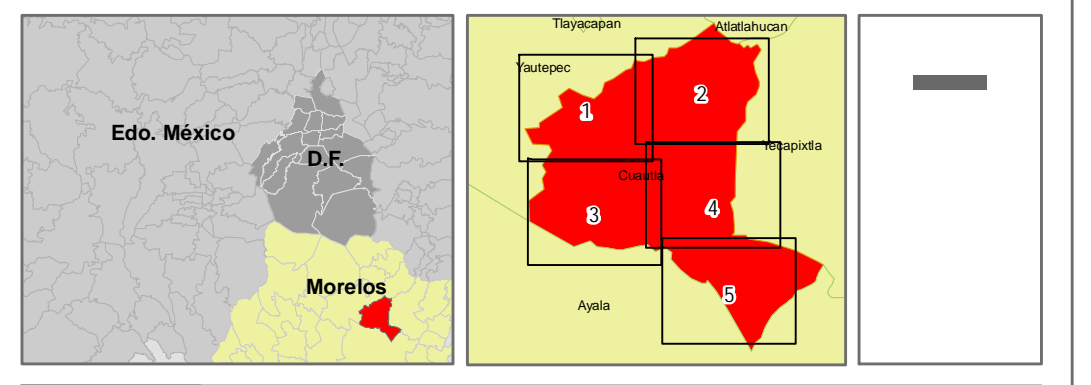 Edo. México
D.F.
Morelos
Tlayacapan
Atlatlahucan
Yautepec
1
2
Yecapixtla
Cuautla
3
4
5
Ayala